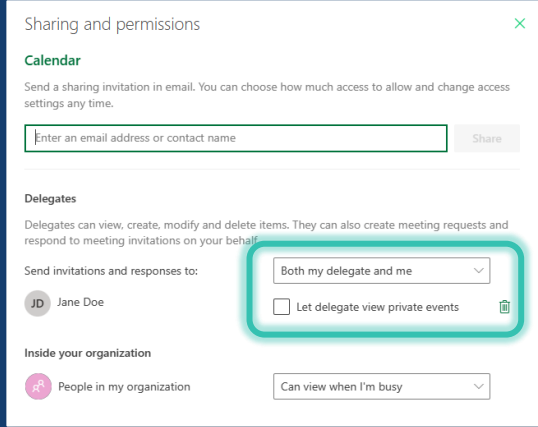 Sharing and permissions
Calendar
Send a sharing invitation in email. You can choose how much access to allow and change access
settings any time.
Enter an email address or contact name
Share
Delegates
Delegates can view, create, modify and delete items. They can also create meeting requests and
respond to meeting invitations on your behalf.
Send invitations and responses to:
Both my delegate and me
JD
Jane Doe
Let delegate view private events
Inside your organization
People in my organization
Can view when I'm busy